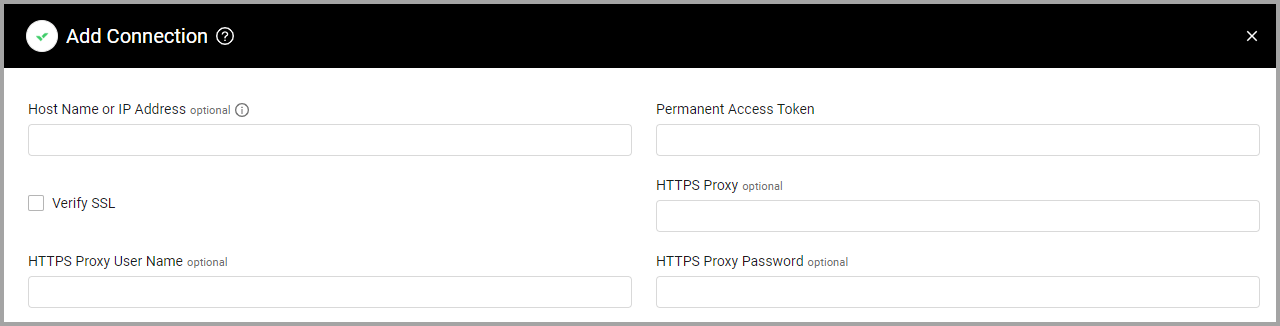 Add Connection
Host Name or IP Address optional
Permanent Access Token
Verify SSL
HTTPS Proxy optional
HTTPS Proxy User Name optional
HTTPS Proxy Password optional